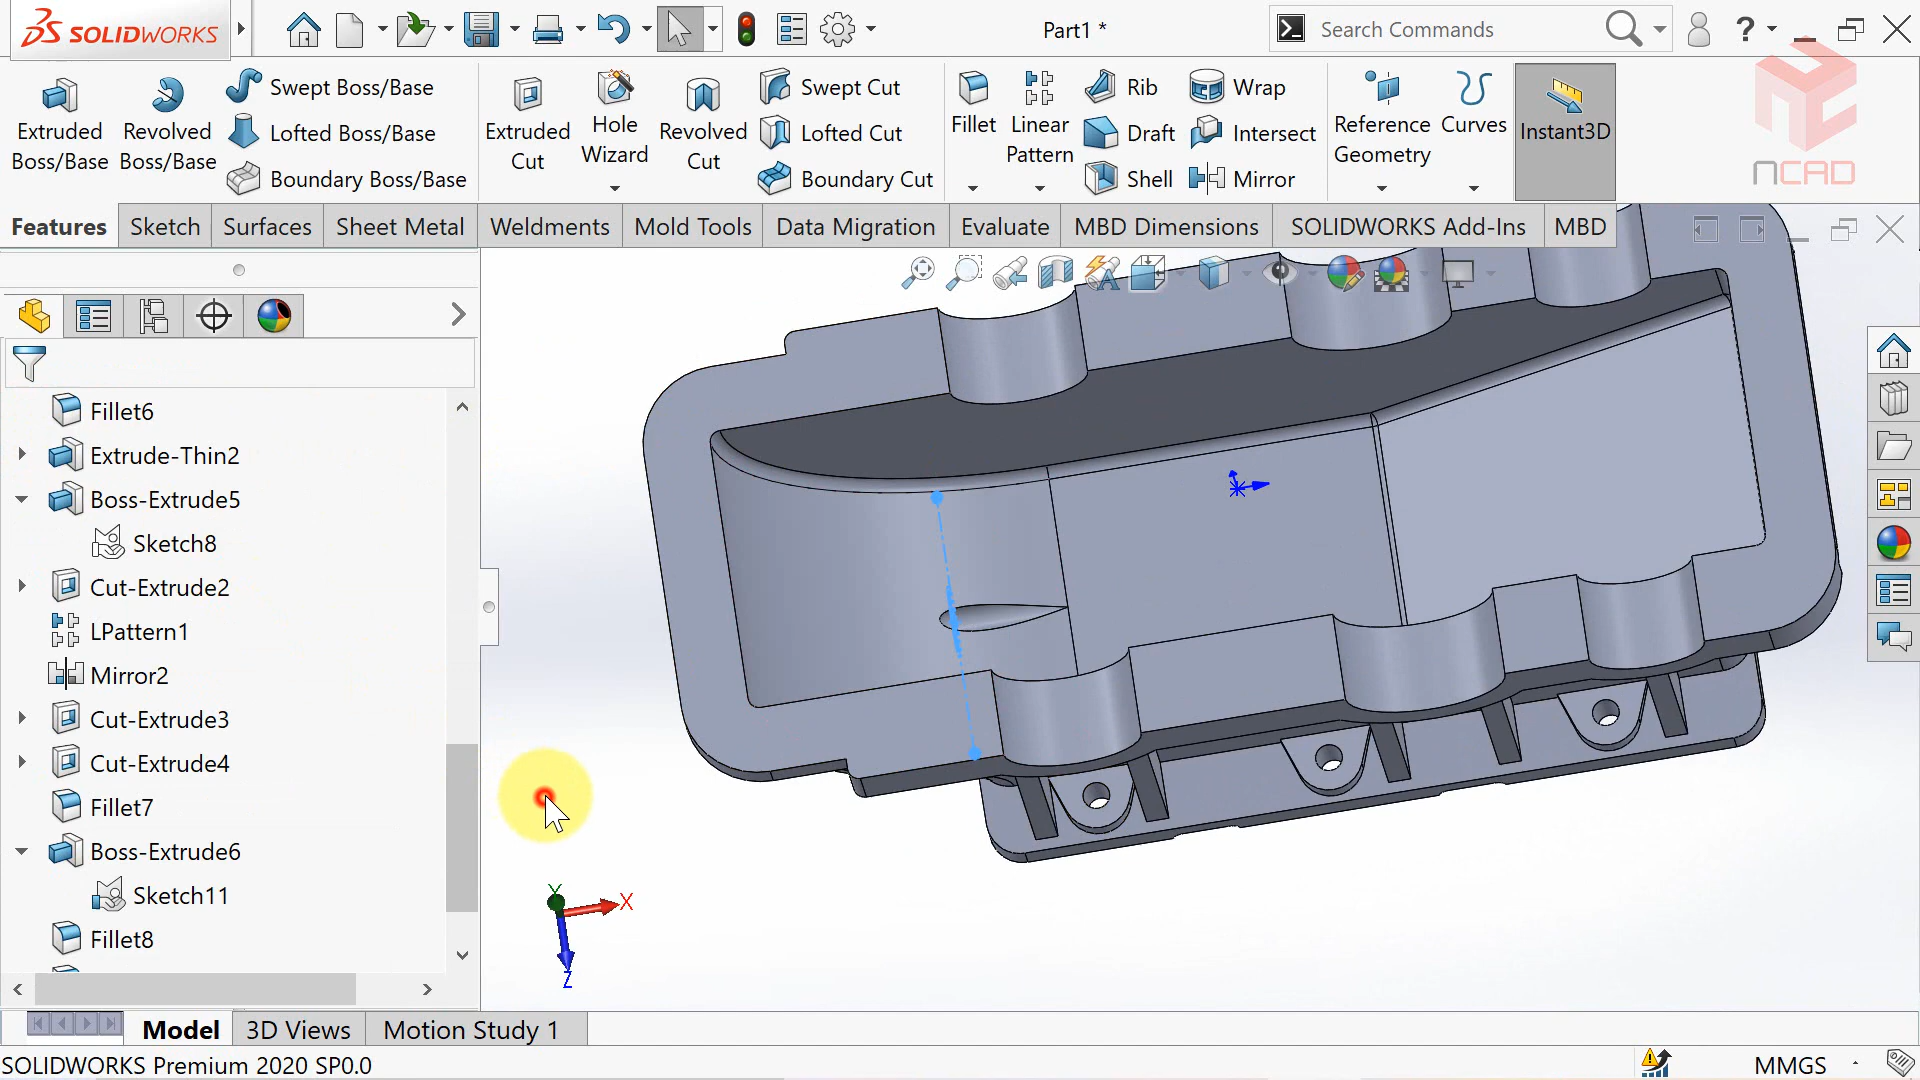 SOLIDWORKS
Part1 *
Search Commands
?
Extruded Boss/Base
Revolved Boss/Base
Swept Boss/Base
Lofted Boss/Base
Boundary Boss/Base
Extruded Cut
Hole Wizard
Revolved Cut
Swept Cut
Lofted Cut
Boundary Cut
Fillet
Linear Pattern
Rib
Draft
Shell
Wrap
Intersect
Mirror
Reference Geometry
Curves
Instant3D
NCAD
Features
Sketch
Surfaces
Sheet Metal
Weldments
Mold Tools
Data Migration
Evaluate
MBD Dimensions
SOLIDWORKS Add-Ins
MBD
Fillet6
Extrude-Thin2
Boss-Extrude5
Sketch8
Cut-Extrude2
LPattern1
Mirror2
Cut-Extrude3
Cut-Extrude4
Fillet7
Boss-Extrude6
Sketch11
Fillet8
Y
X
Z
Model
3D Views
Motion Study 1
SOLIDWORKS Premium 2020 SP0.0
MMGS